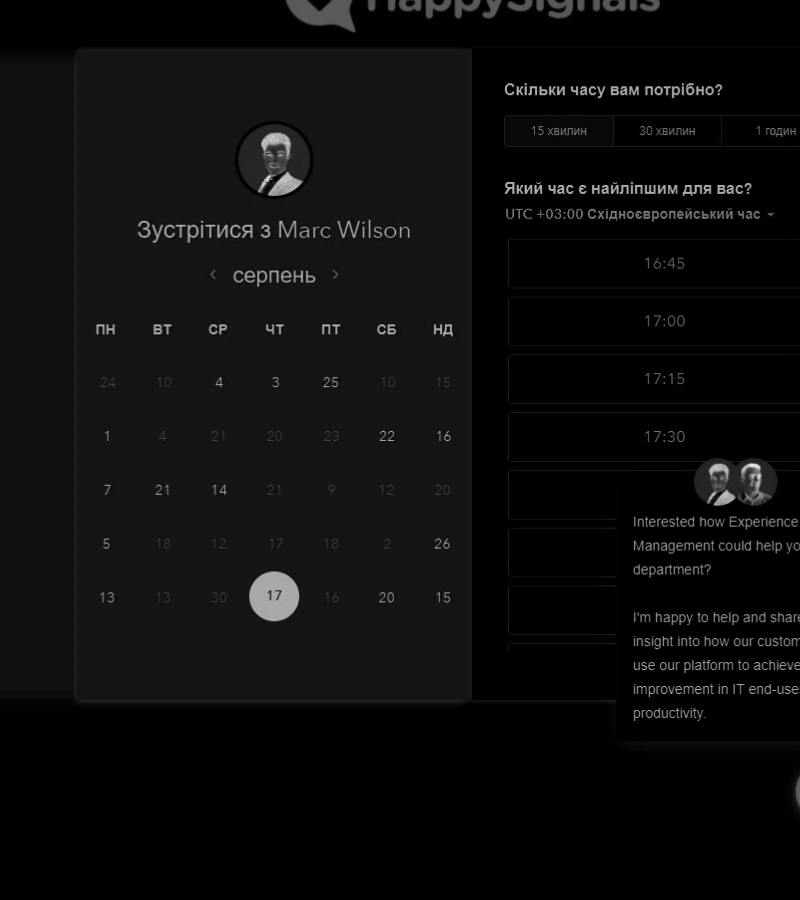 HappySignals
Зустрітися з Marc Wilson
серпень
ПН ВТ СР ЧТ ПТ СБ НД
24 10 4 3 25 10 15
1 4 21 20 23 22 16
7 21 14 21 9 12 20
5 18 12 17 18 2 26
13 13 30 17 16 20 15
Скільки часу вам потрібно?
15 хвилин 30 хвилин 1 годин
Який час є найліпшим для вас?
UTC +03:00 Східноєвропейський час
16:45
17:00
17:15
17:30
Interested how Experience
Management could help yo
department?
I'm happy to help and share
insight into how our custom
use our platform to achieve
improvement in IT end-use
productivity.